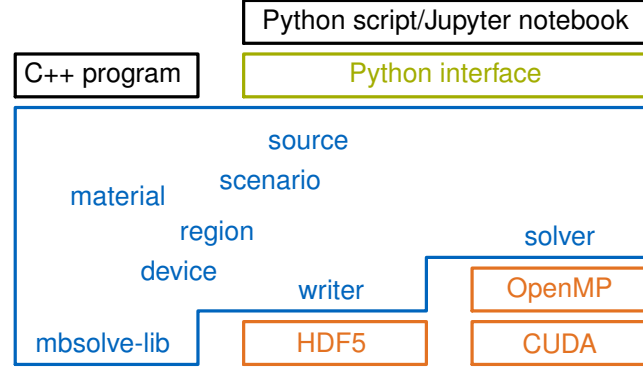 Python script/Jupyter notebook
C++ program
Python interface
source
scenario
material
region
solver
device
writer
OpenMP
mbsolve-lib
HDF5
CUDA